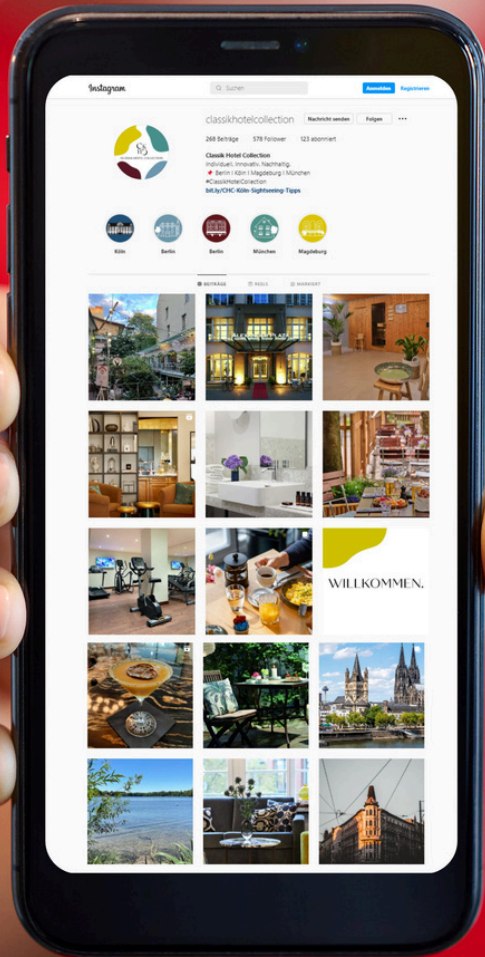 Instagram
Suchen
Anmelden
Registrieren
classikhotelcollection
Nachricht senden
Folgen
268 Beiträge 578 Follower 123 abonniert
Classik Hotel Collection
Individuell. Innovativ. Nachhaltig.
📌 Berlin I Köln I Magdeburg I München
#ClassikHotelCollection
bit.ly/CHC-Köln-Sightseeing-Tipps
Köln
Berlin
Berlin
München
Magdeburg
BEITRÄGE
REELS
MARKIERT
WILLKOMMEN.